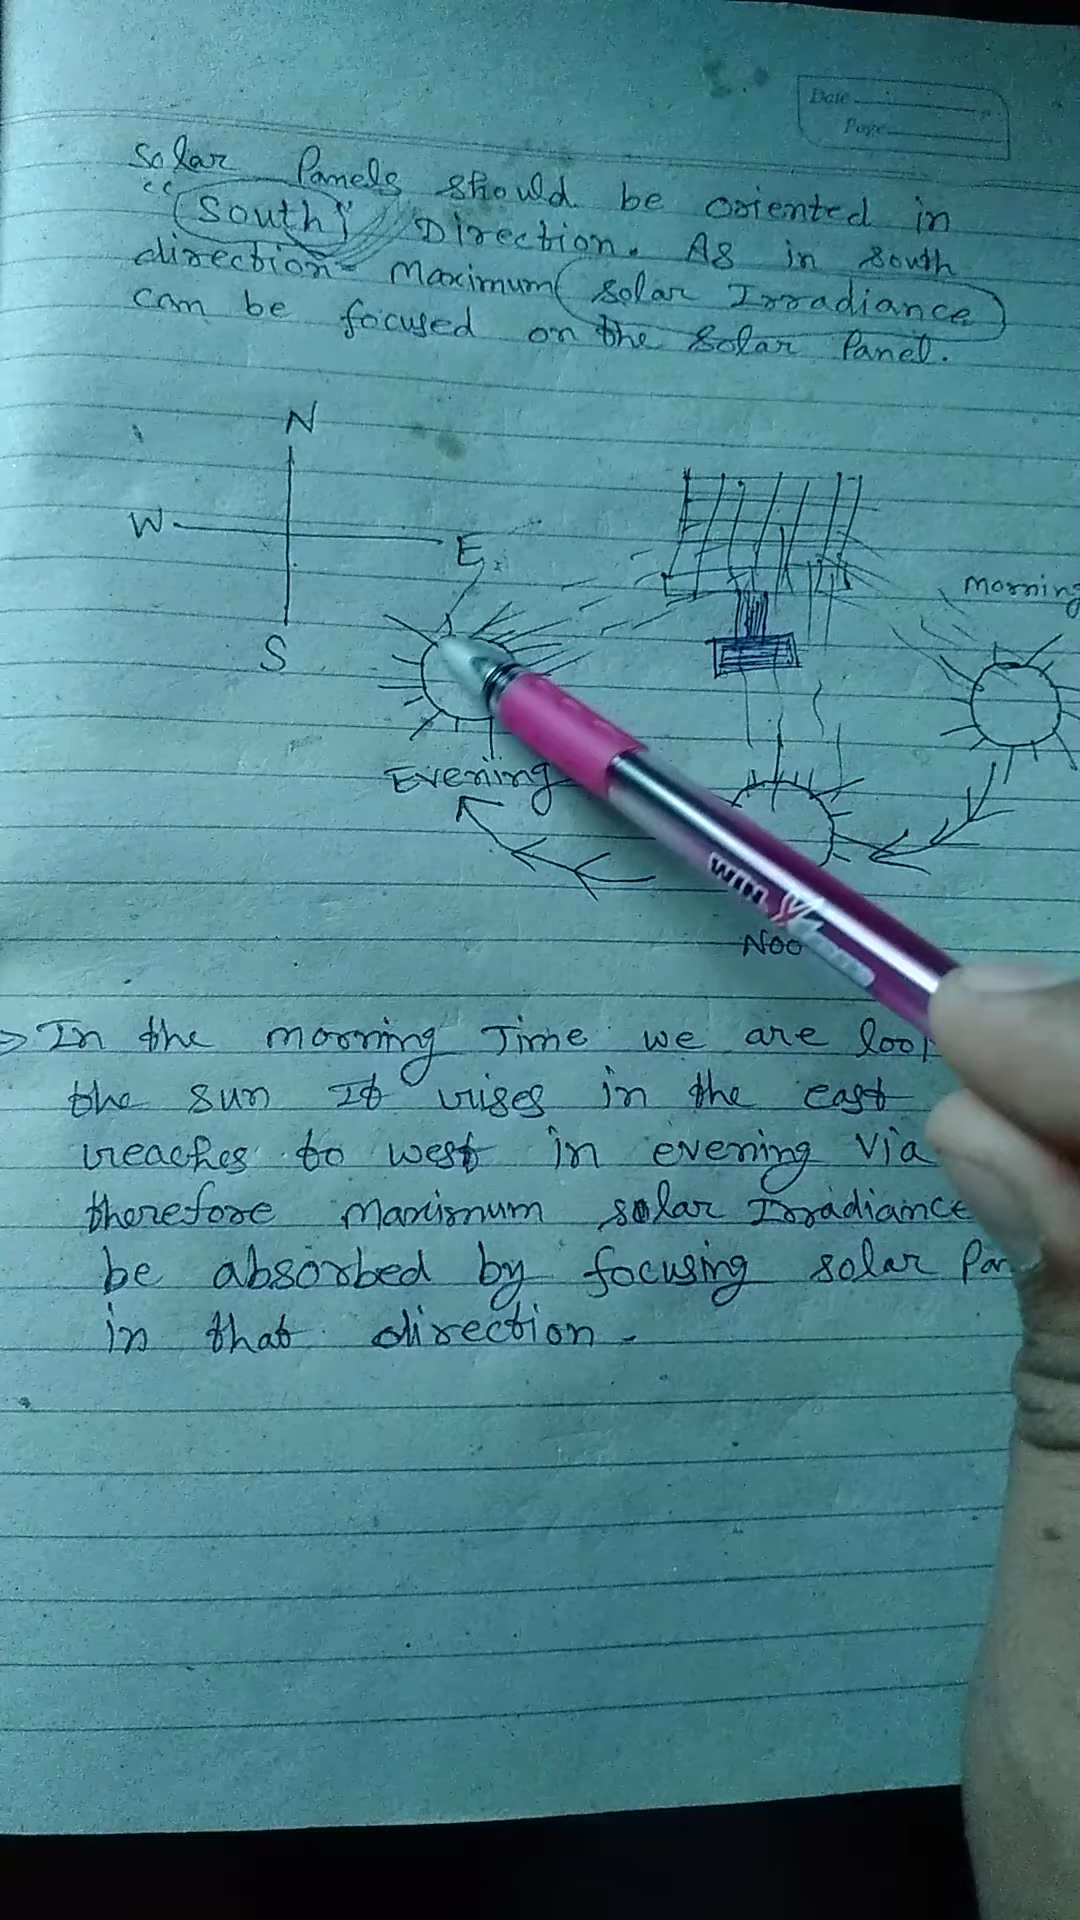 Date
Page
Solar Panels should be oriented in
"South" Direction. As in south
direction maximum solar Irradiance
can be focused on the Solar Panel.
N
W
E
S
Morning
Evening
WIN
Noo
In the morning Time we are
the sun It rises in the east
reaches to west in evening via
therefore maximum solar Irradiance
be absorbed by focusing solar Pan
in that direction.